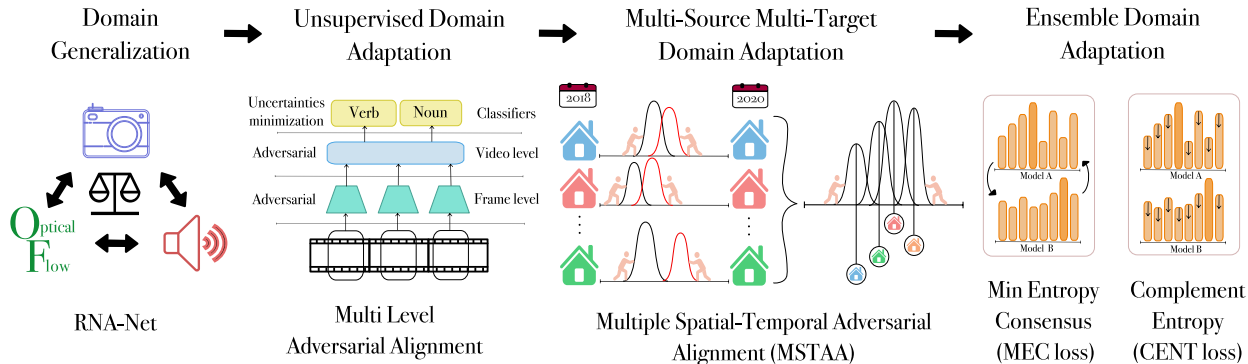 Domain
Generalization
Unsupervised Domain
Adaptation
Multi-Source Multi-Target
Domain Adaptation
Ensemble Domain
Adaptation
Optical
Flow
RNA-Net
Uncertainties
minimization
Verb
Noun
Classifiers
Adversarial
Video level
Adversarial
Frame level
Multi Level
Adversarial Alignment
2018
2020
Multiple Spatial-Temporal Adversarial
Alignment (MSTAA)
Model A
Model B
Min Entropy
Consensus
(MEC loss)
Model A
Model B
Complement
Entropy
(CENT loss)